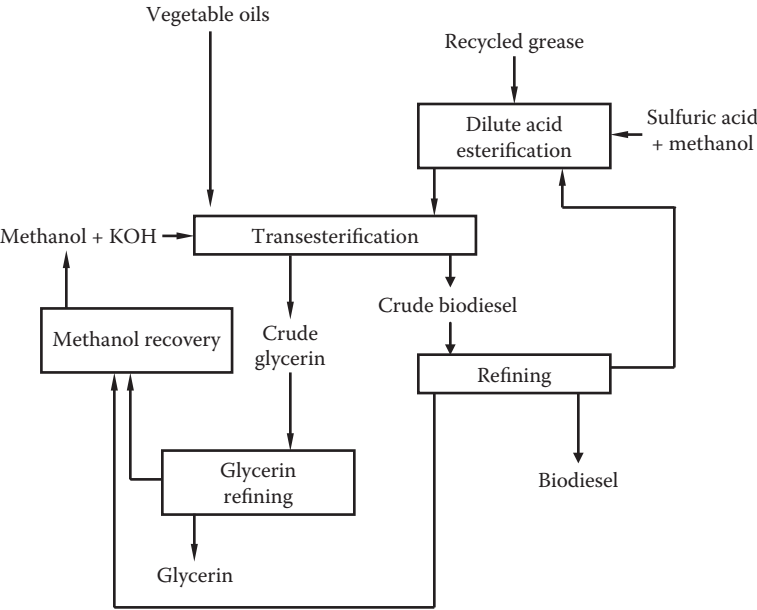 Vegetable oils
Recycled grease
Dilute acid
esterification
Sulfuric acid
+ methanol
Methanol + KOH
Transesterification
Crude biodiesel
Methanol recovery
Crude
glycerin
Refining
Glycerin
refining
Biodiesel
Glycerin